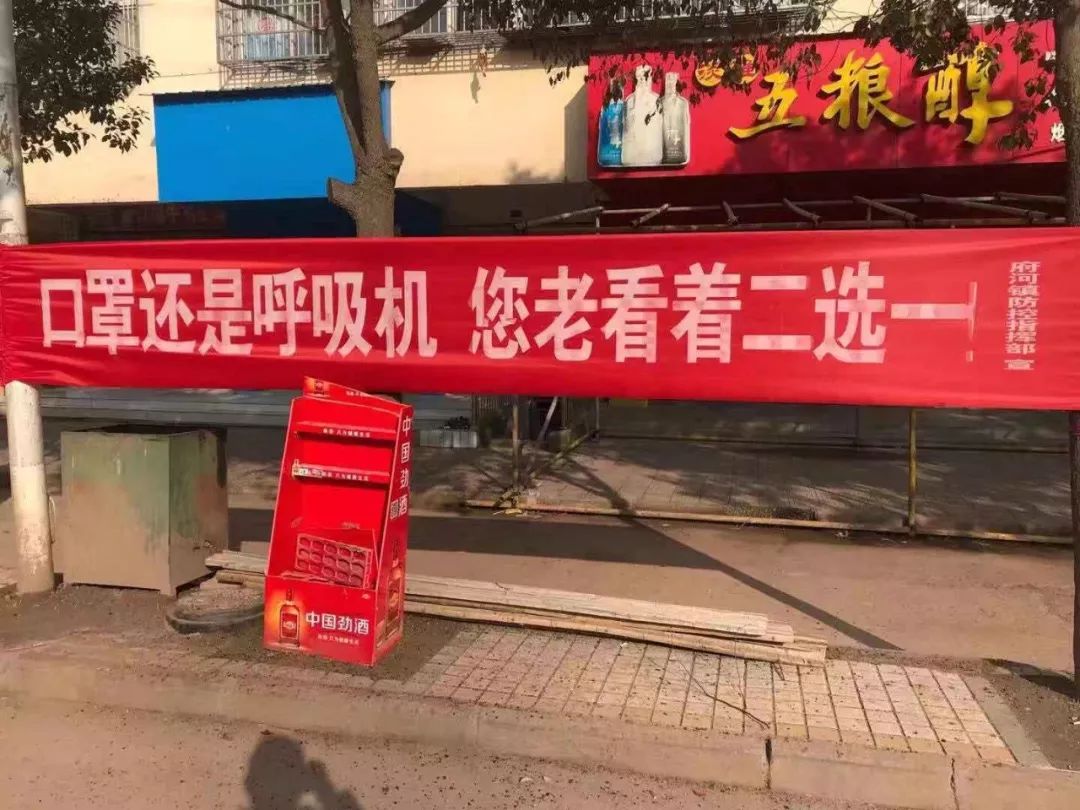 五粮醇
口罩还是呼吸机 您老看着二选一
府河镇防控指挥部 宣
中国劲酒
中国劲酒